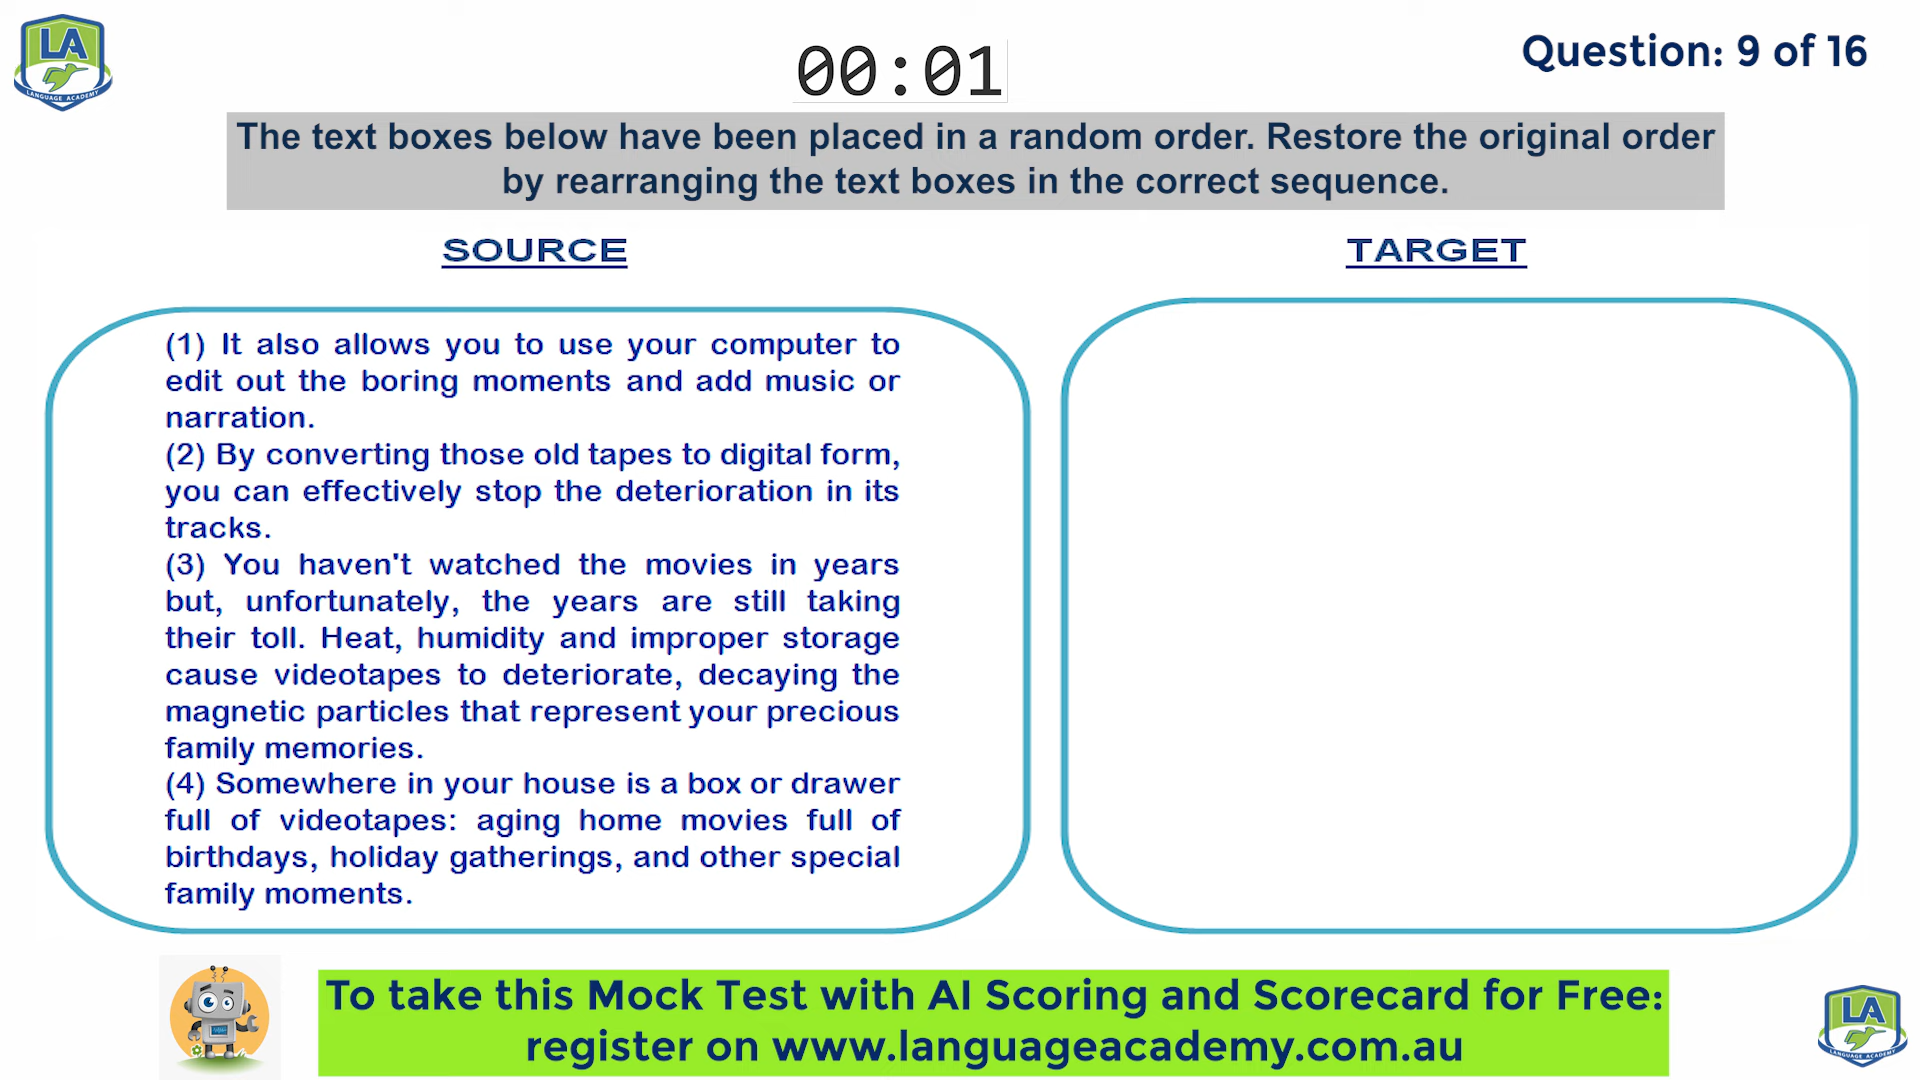 LA
LANGUAGE ACADEMY
00:01
Question: 9 of 16
The text boxes below have been placed in a random order. Restore the original order
by rearranging the text boxes in the correct sequence.
SOURCE
TARGET
(1) It also allows you to use your computer to
edit out the boring moments and add music or
narration.
(2) By converting those old tapes to digital form,
you can effectively stop the deterioration in its
tracks.
(3) You haven't watched the movies in years
but, unfortunately, the years are still taking
their toll. Heat, humidity and improper storage
cause videotapes to deteriorate, decaying the
magnetic particles that represent your precious
family memories.
(4) Somewhere in your house is a box or drawer
full of videotapes: aging home movies full of
birthdays, holiday gatherings, and other special
family moments.
To take this Mock Test with AI Scoring and Scorecard for Free:
register on www.languageacademy.com.au
LA
LANGUAGE ACADEMY